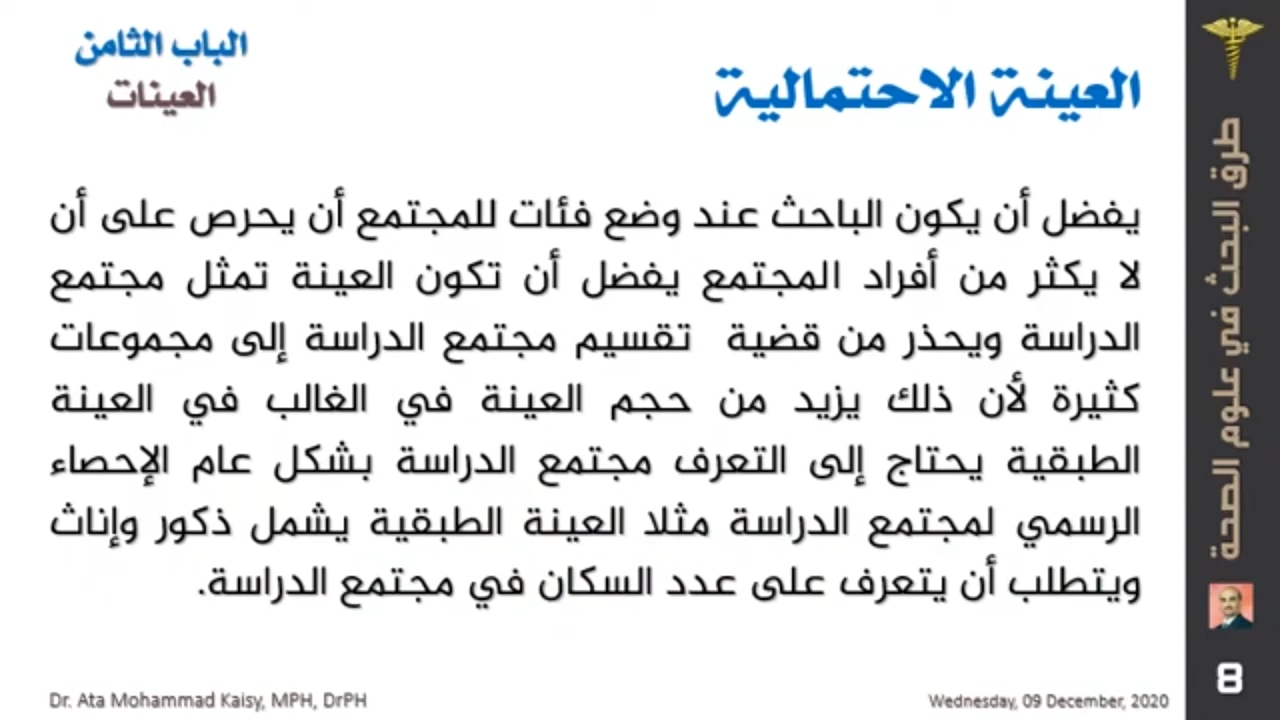 الباب الثامن
العينات
العينة الاحتمالية
يفضل أن يكون الباحث عند وضع فئات للمجتمع أن يحرص على أن
لا يكثر من أفراد المجتمع يفضل أن تكون العينة تمثل مجتمع
الدراسة ويحذر من قضية تقسيم مجتمع الدراسة إلى مجموعات
كثيرة لأن ذلك يزيد من حجم العينة في الغالب في العينة
الطبقية يحتاج إلى التعرف مجتمع الدراسة بشكل عام الإحصاء
الرسمي لمجتمع الدراسة مثلا العينة الطبقية يشمل ذكور وإناث
ويتطلب أن يتعرف على عدد السكان في مجتمع الدراسة.
طرق البحث في علوم الصحة
8
Dr. Ata Mohammad Kaisy, MPH, DrPH
Wednesday, 09 December, 2020